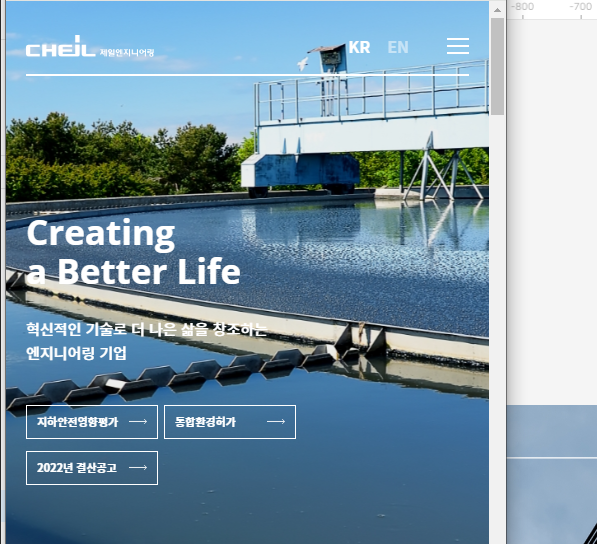 -800 -700
CHEIL 제일엔지니어링
KR EN
Creating
a Better Life
혁신적인 기술로 더 나은 삶을 창조하는
엔지니어링 기업
지하안전영향평가
통합환경허가
2022년 결산공고